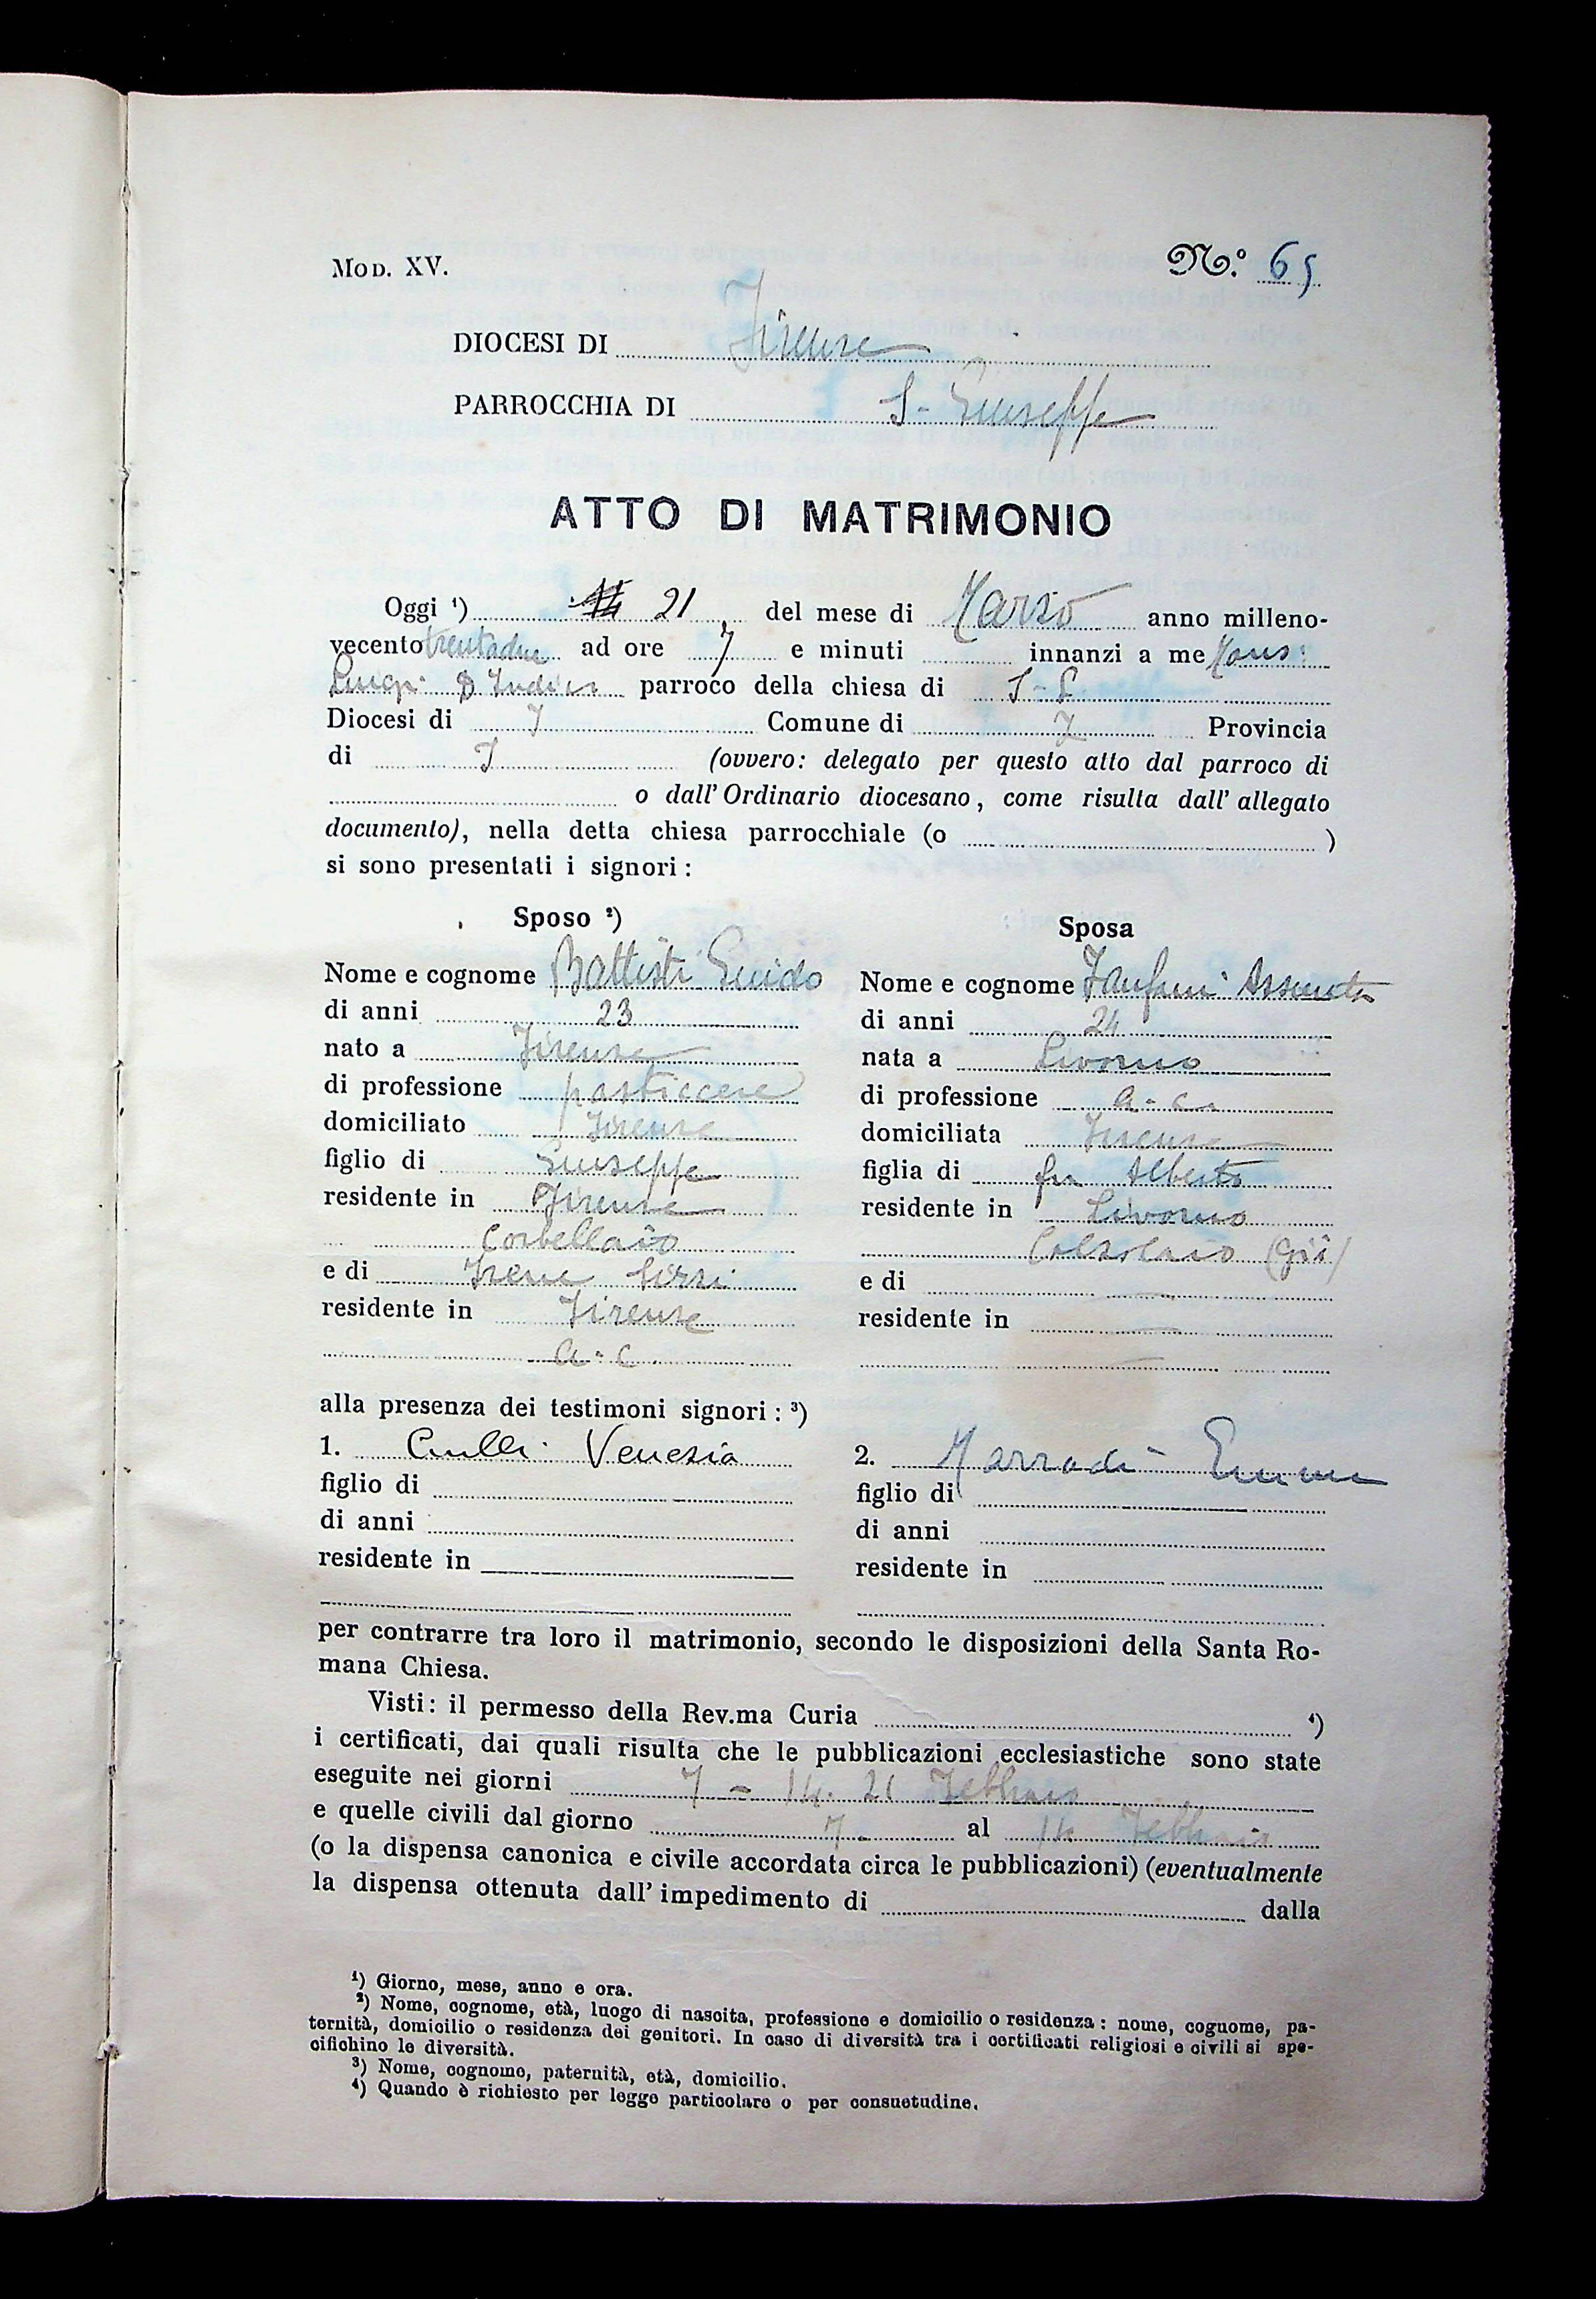 MOD. XV.
N.º 65
DIOCESI DI Firenze
PARROCCHIA DI S. Giuseppe
ATTO DI MATRIMONIO
Oggi ¹) 21 del mese di Marzo anno milleno-
vecento trentadue ad ore 7 e minuti innanzi a me Mons:
Luigi parroco della chiesa di S - G
Diocesi di F Comune di F Provincia
di F (ovvero: delegato per questo atto dal parroco di
o dall' Ordinario diocesano, come risulta dall' allegato
documento), nella detta chiesa parrocchiale (o )
si sono presentati i signori:
Sposo ²)
Nome e cognome Battisti Guido
di anni 23
nato a Firenze
di professione pasticcere
domiciliato Firenze
figlio di Giuseppe
residente in Firenze
Corbellaio
e di Irene
residente in Firenze
a - c
Sposa
Nome e cognome Fanfani Assunta
di anni 24
nata a Livorno
di professione a - c.
domiciliata Firenze
figlia di fu Alberto
residente in Livorno
Calzolaio (già)
e di
residente in
alla presenza dei testimoni signori: ³)
1. Venezia
figlio di
di anni
residente in
2. Marradi Emma
figlio di
di anni
residente in
per contrarre tra loro il matrimonio, secondo le disposizioni della Santa Ro-
mana Chiesa.
Visti: il permesso della Rev.ma Curia ⁴)
i certificati, dai quali risulta che le pubblicazioni ecclesiastiche sono state
eseguite nei giorni 7 - 14. 21 Febbraio
e quelle civili dal giorno 7. al 14 Febbraio
(o la dispensa canonica e civile accordata circa le pubblicazioni) (eventualmente
la dispensa ottenuta dall' impedimento di dalla
¹) Giorno, mese, anno e ora.
²) Nome, cognome, età, luogo di nascita, professione e domicilio o residenza: nome, cognome, pa-
ternità, domicilio o residenza dei genitori. In caso di diversità tra i certificati religiosi e civili si spe-
cifichino le diversità.
³) Nome, cognome, paternità, età, domicilio.
⁴) Quando è richiesto per legge particolare o per consuetudine.